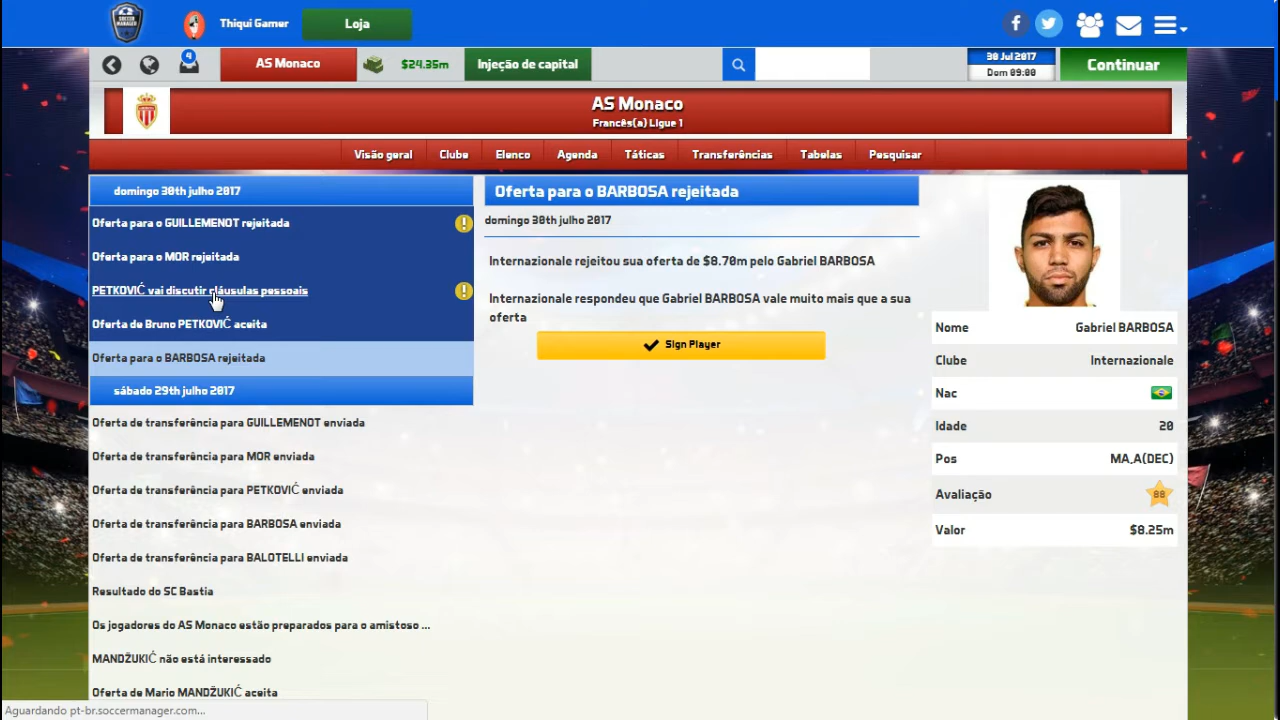 SOCCER MANAGER
Thiqui Gamer
Loja
4
AS Monaco
$24.35m
Injeção de capital
30 Jul 2017
Dom 09:00
Continuar
AS Monaco
Francês(a) Ligue 1
Visão geral
Clube
Elenco
Agenda
Táticas
Transferências
Tabelas
Pesquisar
domingo 30th julho 2017
Oferta para o GUILLEMENOT rejeitada
Oferta para o MOR rejeitada
PETKOVIĆ vai discutir cláusulas pessoais
Oferta de Bruno PETKOVIĆ aceita
Oferta para o BARBOSA rejeitada
sábado 29th julho 2017
Oferta de transferência para GUILLEMENOT enviada
Oferta de transferência para MOR enviada
Oferta de transferência para PETKOVIĆ enviada
Oferta de transferência para BARBOSA enviada
Oferta de transferência para BALOTELLI enviada
Resultado do SC Bastia
Os jogadores do AS Monaco estão preparados para o amistoso ...
MANDŽUKIĆ não está interessado
Oferta de Mario MANDŽUKIĆ aceita
Oferta para o BARBOSA rejeitada
domingo 30th julho 2017
Internazionale rejeitou sua oferta de $8.70m pelo Gabriel BARBOSA
Internazionale respondeu que Gabriel BARBOSA vale muito mais que a sua
oferta
Sign Player
Nome Gabriel BARBOSA
Clube Internazionale
Nac
Idade 20
Pos MA,A(DEC)
Avaliação 88
Valor $8.25m
Aguardando pt-br.soccermanager.com...